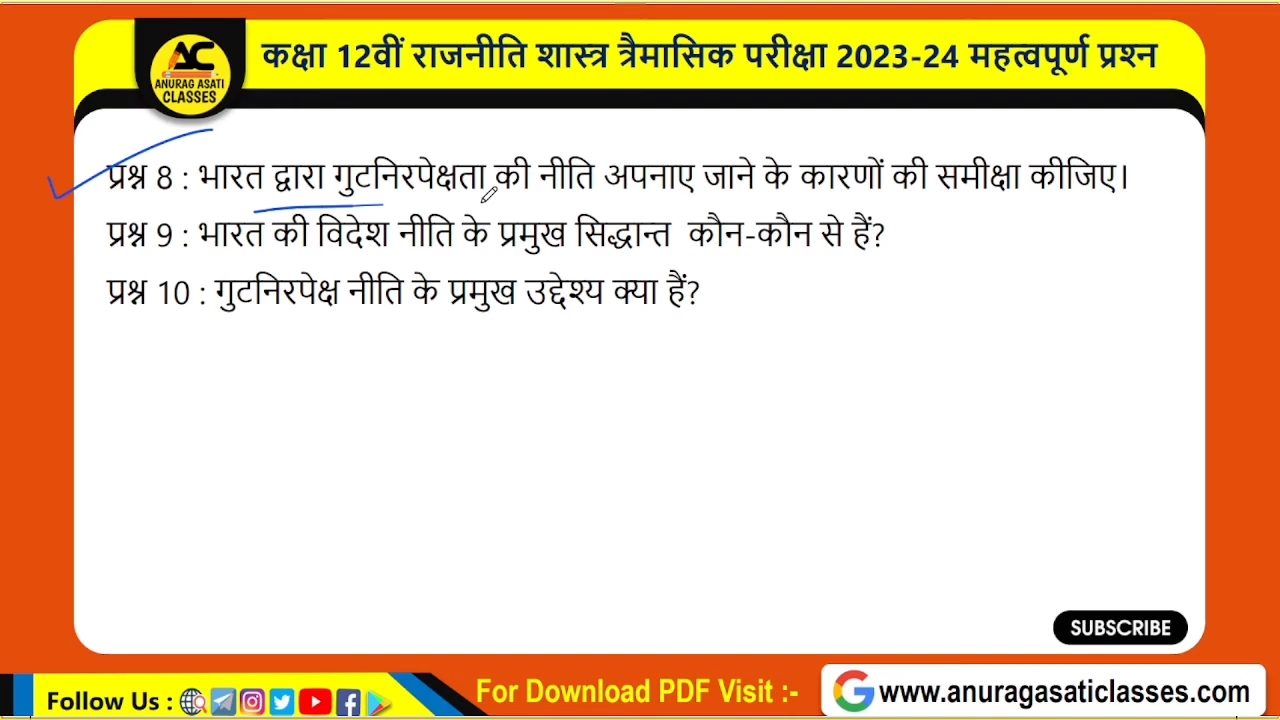 AC
ANURAG ASATI
CLASSES
कक्षा 12वीं राजनीति शास्त्र त्रैमासिक परीक्षा 2023-24 महत्वपूर्ण प्रश्न
प्रश्न 8 : भारत द्वारा गुटनिरपेक्षता की नीति अपनाए जाने के कारणों की समीक्षा कीजिए।
प्रश्न 9 : भारत की विदेश नीति के प्रमुख सिद्धान्त कौन-कौन से हैं?
प्रश्न 10 : गुटनिरपेक्ष नीति के प्रमुख उद्देश्य क्या हैं?
SUBSCRIBE
Follow Us :
For Download PDF Visit :-
www.anuragasaticlasses.com